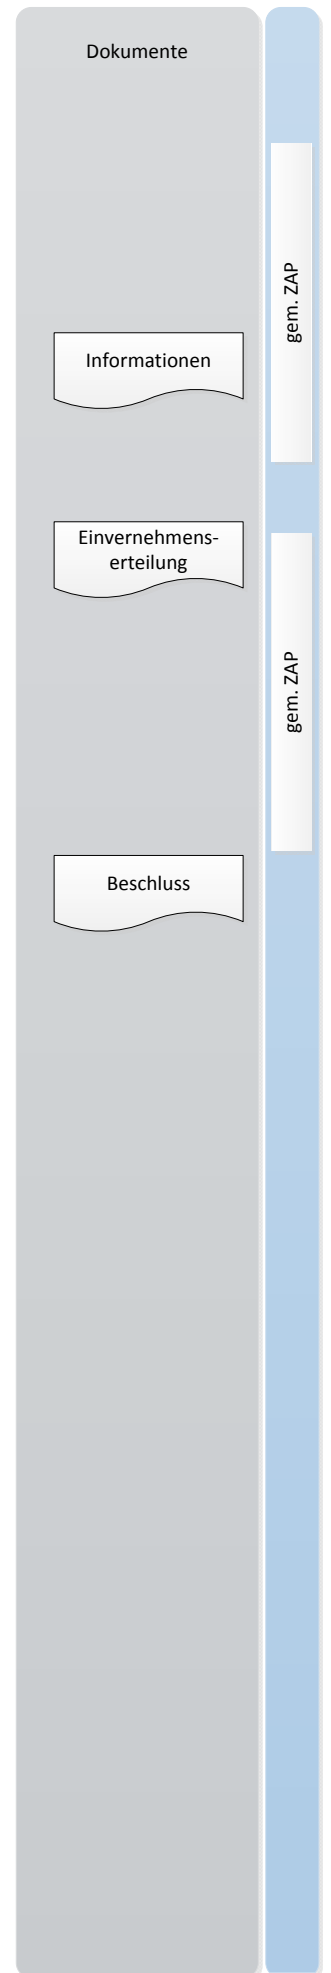 Dokumente
gem. ZAP
Informationen
Einvernehmens-
erteilung
gem. ZAP
Beschluss